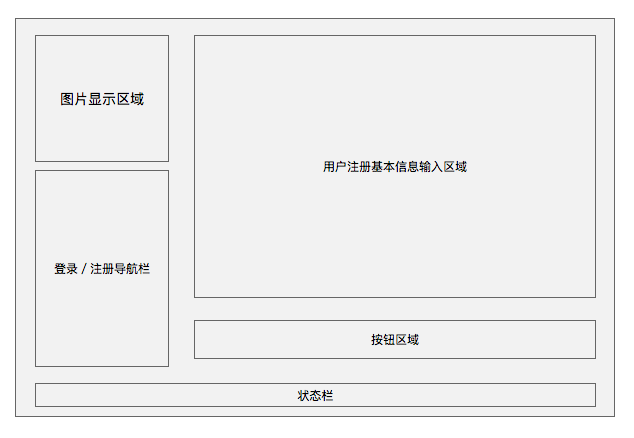 图片显示区域
用户注册基本信息输入区域
登录 / 注册导航栏
按钮区域
状态栏